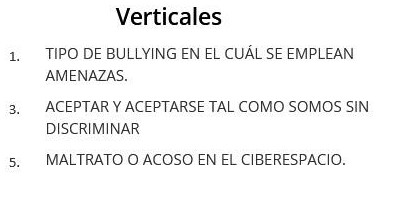 Verticales
1. TIPO DE BULLYING EN EL CUÁL SE EMPLEAN
AMENAZAS.
3. ACEPTAR Y ACEPTARSE TAL COMO SOMOS SIN
DISCRIMINAR
5. MALTRATO O ACOSO EN EL CIBERESPACIO.